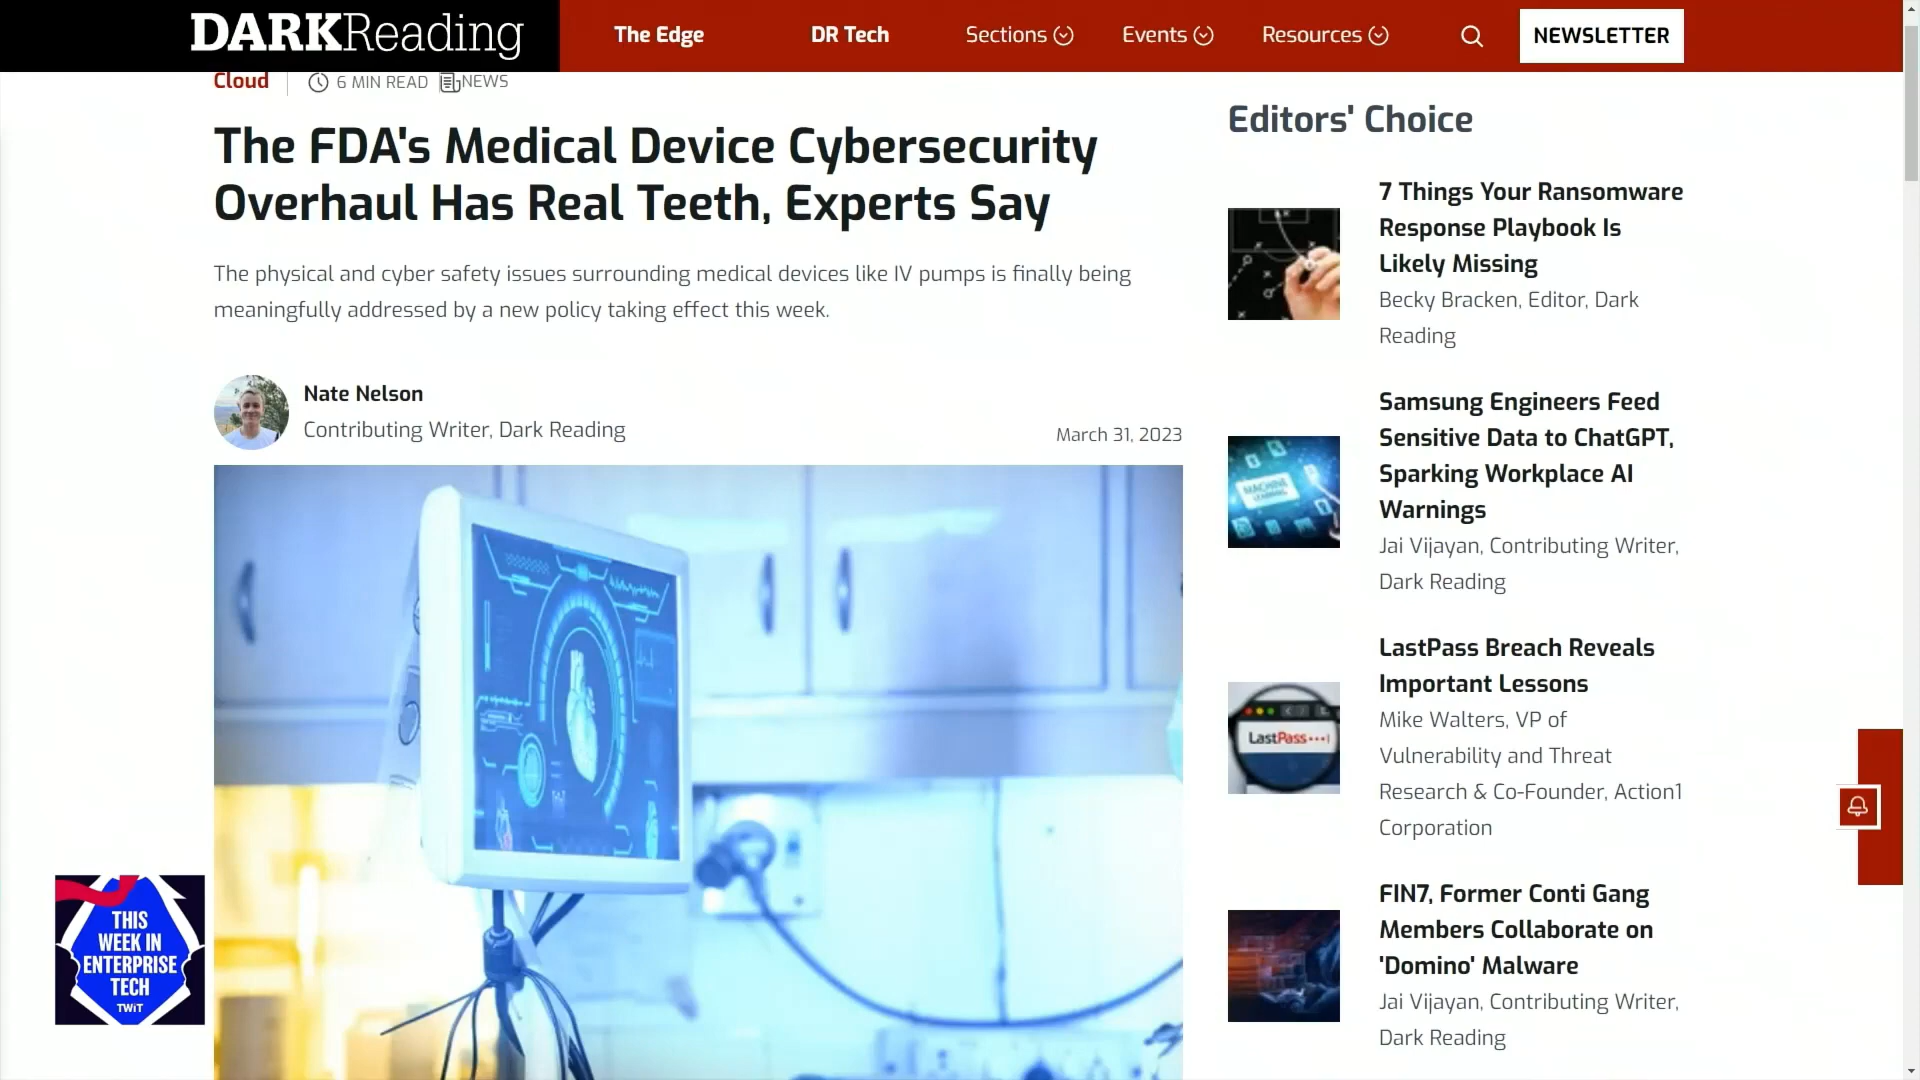 DARKReading
The Edge
DR Tech
Sections
Events
Resources
NEWSLETTER
Cloud
6 MIN READ
NEWS
The FDA's Medical Device Cybersecurity
Overhaul Has Real Teeth, Experts Say
The physical and cyber safety issues surrounding medical devices like IV pumps is finally being
meaningfully addressed by a new policy taking effect this week.
Nate Nelson
Contributing Writer, Dark Reading
March 31, 2023
Editors' Choice
7 Things Your Ransomware
Response Playbook Is
Likely Missing
Becky Bracken, Editor, Dark
Reading
Samsung Engineers Feed
Sensitive Data to ChatGPT,
Sparking Workplace AI
Warnings
Jai Vijayan, Contributing Writer,
Dark Reading
MACHINE
LEARNING
LastPass Breach Reveals
Important Lessons
Mike Walters, VP of
Vulnerability and Threat
Research & Co-Founder, Action1
Corporation
LastPass
FIN7, Former Conti Gang
Members Collaborate on
'Domino' Malware
Jai Vijayan, Contributing Writer,
Dark Reading
THIS
WEEK IN
ENTERPRISE
TECH
TWiT